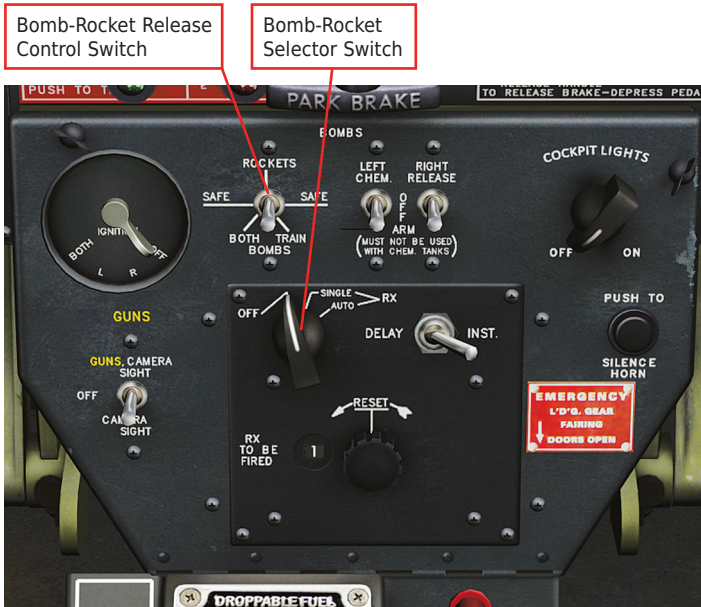 Bomb-Rocket Release
Control Switch
Bomb-Rocket
Selector Switch
PUSH TO T
PARK BRAKE
RELEASE HANDLE
TO RELEASE BRAKE-DEPRESS PEDA
BOMBS
ROCKETS
SAFE
SAFE
BOTH TRAIN
BOMBS
LEFT
CHEM.
RIGHT
RELEASE
OFF
ARM
(MUST NOT BE USED
WITH CHEM. TANKS)
COCKPIT LIGHTS
OFF
ON
BOTH
L
R
OFF
GUNS
GUNS, CAMERA
SIGHT
OFF
CAMERA
SIGHT
OFF
SINGLE
AUTO
RX
DELAY
INST.
RESET
RX
TO BE
FIRED
1
PUSH TO
SILENCE
HORN
EMERGENCY
L'D'G. GEAR
FAIRING
DOORS OPEN
DROPPABLE FUEL